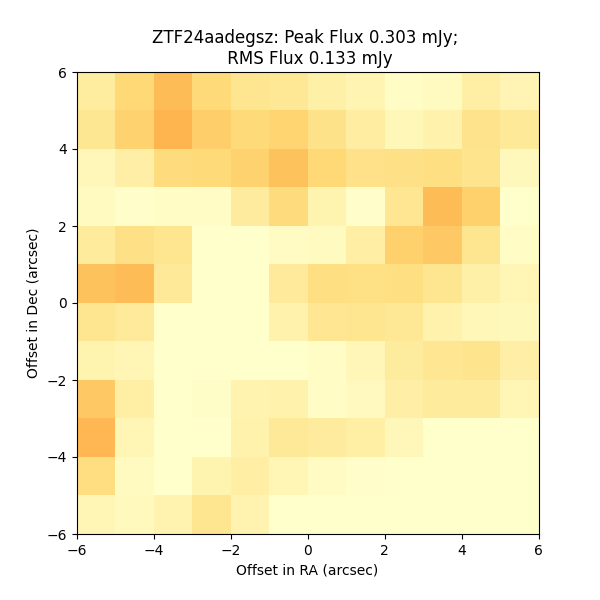 ZTF24aadegsz: Peak Flux 0.303 mJy;
RMS Flux 0.133 mJy
6
4
2
0
−2
−4
−6
Offset in Dec (arcsec)
−6 −4 −2 0 2 4 6
Offset in RA (arcsec)